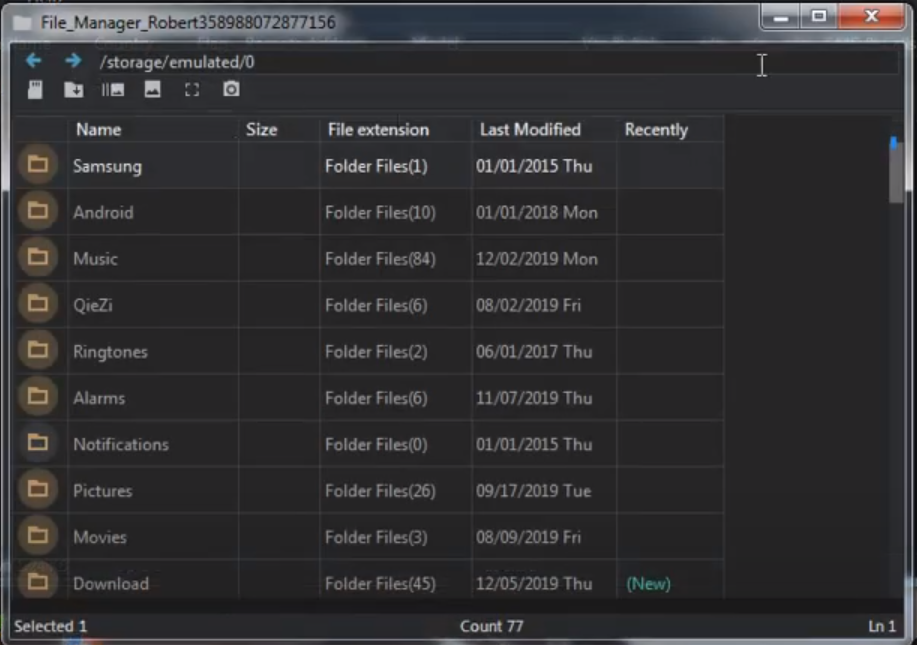 File_Manager_Robert358988072877156
/storage/emulated/0
Name Size File extension Last Modified Recently
Samsung Folder Files(1) 01/01/2015 Thu
Android Folder Files(10) 01/01/2018 Mon
Music Folder Files(84) 12/02/2019 Mon
QieZi Folder Files(6) 08/02/2019 Fri
Ringtones Folder Files(2) 06/01/2017 Thu
Alarms Folder Files(6) 11/07/2019 Thu
Notifications Folder Files(0) 01/01/2015 Thu
Pictures Folder Files(26) 09/17/2019 Tue
Movies Folder Files(3) 08/09/2019 Fri
Download Folder Files(45) 12/05/2019 Thu (New)
Selected 1 Count 77 Ln 1